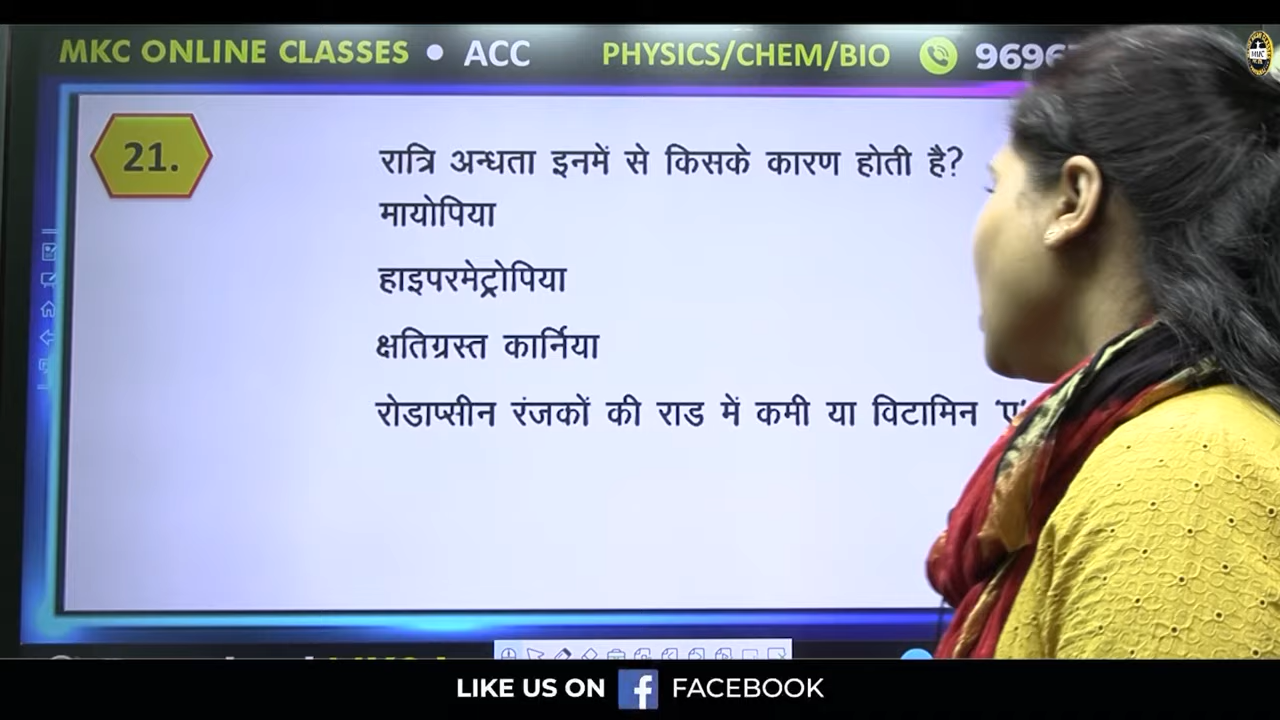 MKC ONLINE CLASSES • ACC PHYSICS/CHEM/BIO 969
21.
रात्रि अन्धता इनमें से किसके कारण होती है?
मायोपिया
हाइपरमेट्रोपिया
क्षतिग्रस्त कार्निया
रोडाप्सीन रंजकों की राड में कमी या विटामिन 'ए'
LIKE US ON f FACEBOOK